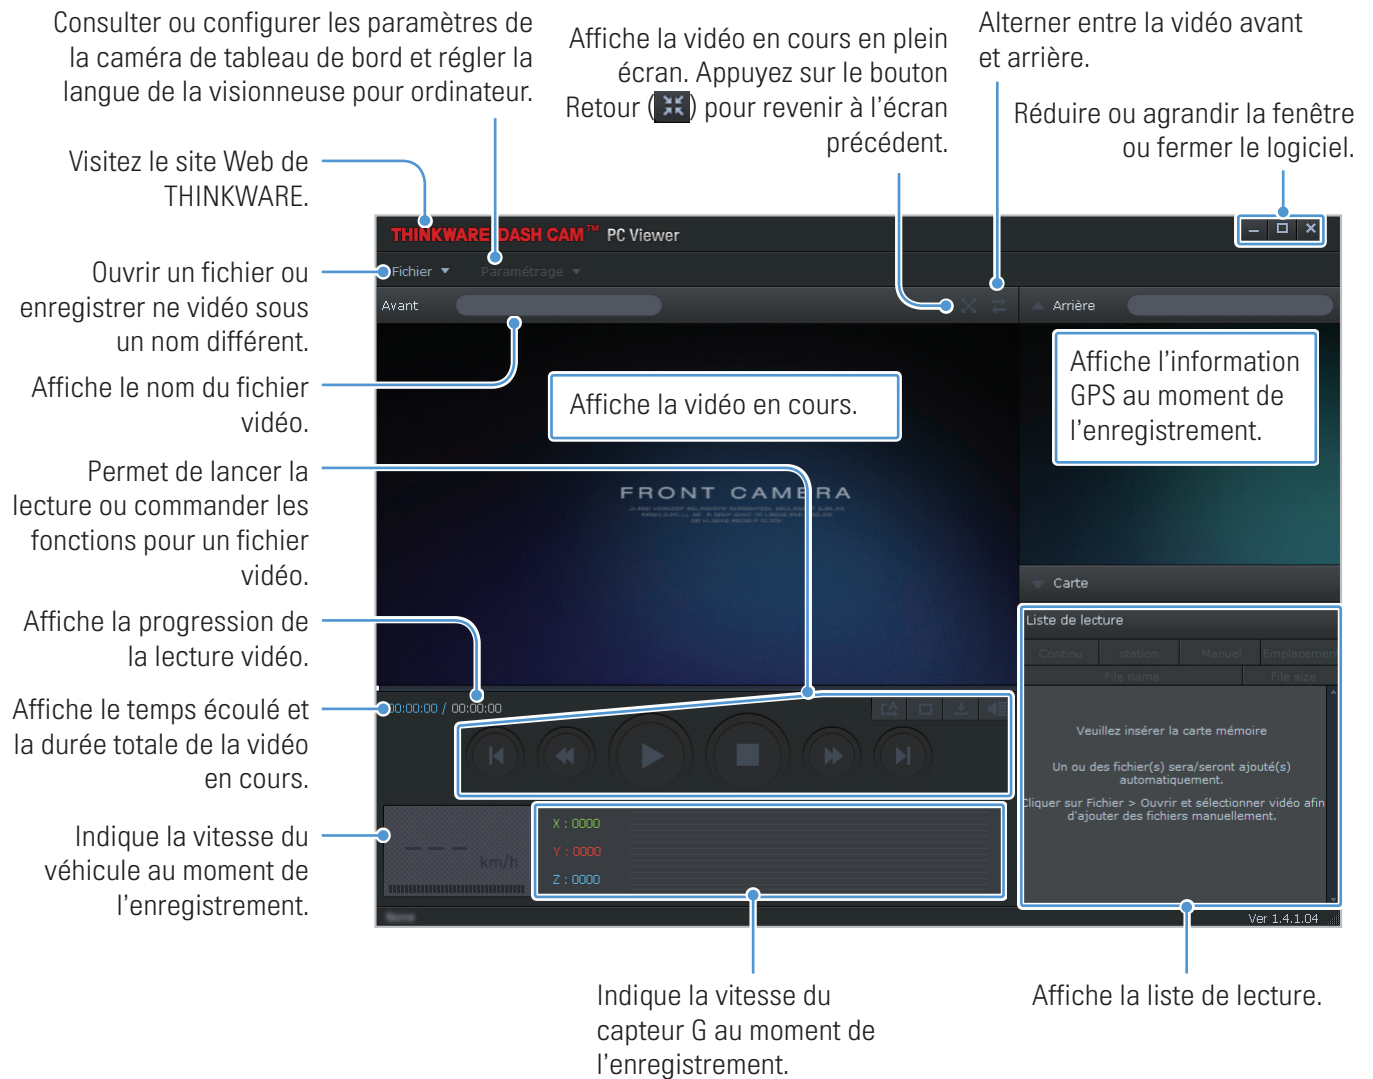 Consulter ou configurer les paramètres de
la caméra de tableau de bord et régler la
langue de la visionneuse pour ordinateur.
Affiche la vidéo en cours en plein
écran. Appuyez sur le bouton
Retour ( ) pour revenir à l'écran
précédent.
Alterner entre la vidéo avant
et arrière.
Réduire ou agrandir la fenêtre
ou fermer le logiciel.
Visitez le site Web de
THINKWARE.
Ouvrir un fichier ou
enregistrer ne vidéo sous
un nom différent.
Affiche le nom du fichier
vidéo.
Permet de lancer la
lecture ou commander les
fonctions pour un fichier
vidéo.
Affiche la progression de
la lecture vidéo.
Affiche le temps écoulé et
la durée totale de la vidéo
en cours.
Indique la vitesse du
véhicule au moment de
l'enregistrement.
THINKWARE DASH CAM™ PC Viewer
Fichier
Paramétrage
Avant
Arrière
Affiche la vidéo en cours.
Affiche l'information
GPS au moment de
l'enregistrement.
FRONT CAMERA
Carte
Liste de lecture
Continu station. Manuel Emplacemen
File name File size
Veuillez insérer la carte mémoire
Un ou des fichier(s) sera/seront ajouté(s)
automatiquement.
Cliquer sur Fichier > Ouvrir et sélectionner vidéo afin
d'ajouter des fichiers manuellement.
00:00:00 / 00:00:00
km/h
X : 0000
Y : 0000
Z : 0000
None
Ver 1.4.1.04
Indique la vitesse du
capteur G au moment de
l'enregistrement.
Affiche la liste de lecture.